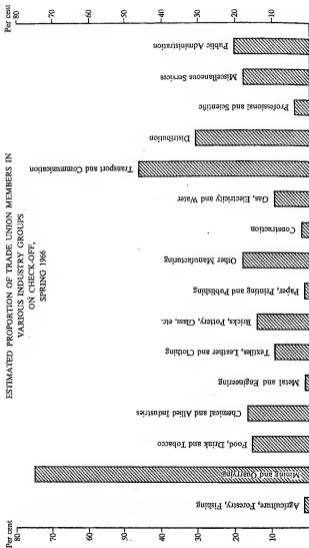 ESTIMATED PROPORTION OF TRADE UNION MEMBERS IN
VARIOUS INDUSTRY GROUPS
ON CHECK-OFF,
SPRING 1966
Per cent
80
70
60
50
40
30
20
10
0
Agriculture, Forestry, Fishing
Mining and Quarrying
Food, Drink and Tobacco
Chemical and Allied Industries
Metal and Engineering
Textiles, Leather and Clothing
Bricks, Pottery, Glass, etc.
Paper, Printing and Publishing
Other Manufacturing
Construction
Gas, Electricity and Water
Transport and Communication
Distribution
Professional and Scientific
Miscellaneous Services
Public Administration
Per cent
80
70
60
50
40
30
20
10
0